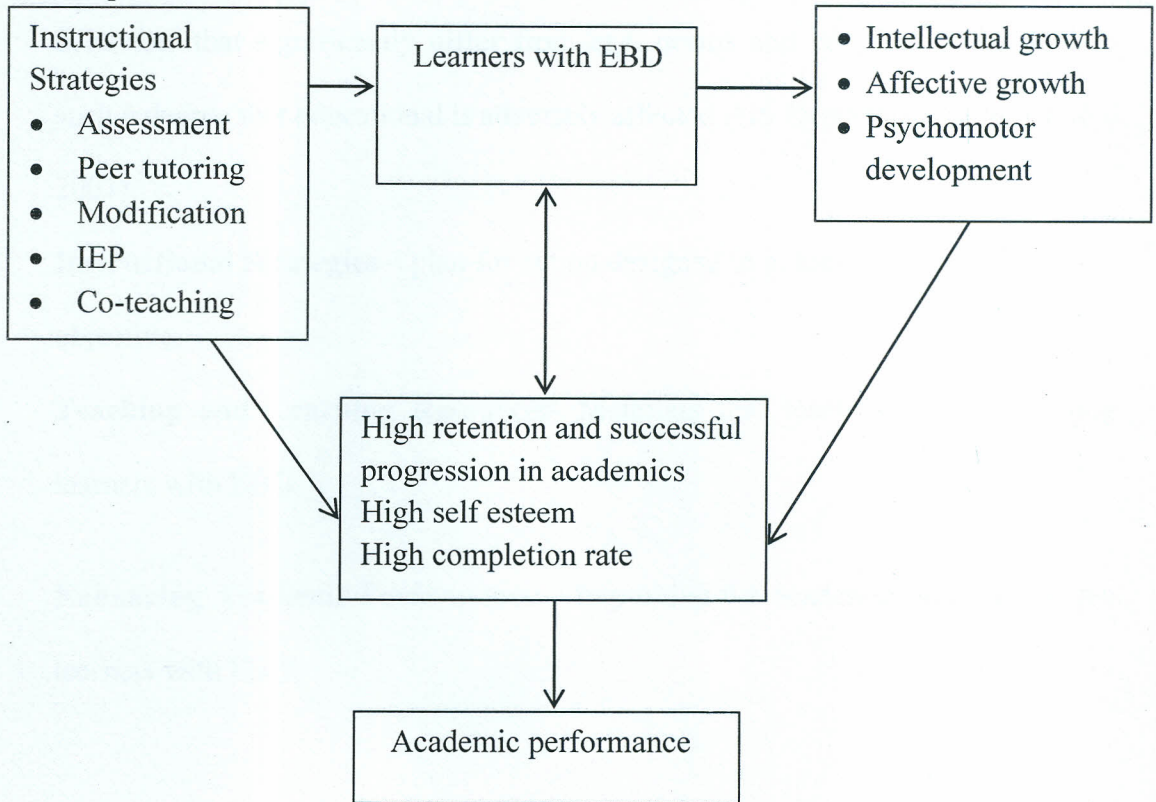 Instructional
Strategies
• Assessment
• Peer tutoring
• Modification
• IEP
• Co-teaching
Learners with EBD
• Intellectual growth
• Affective growth
• Psychomotor
development
High retention and successful
progression in academics
High self esteem
High completion rate
Academic performance